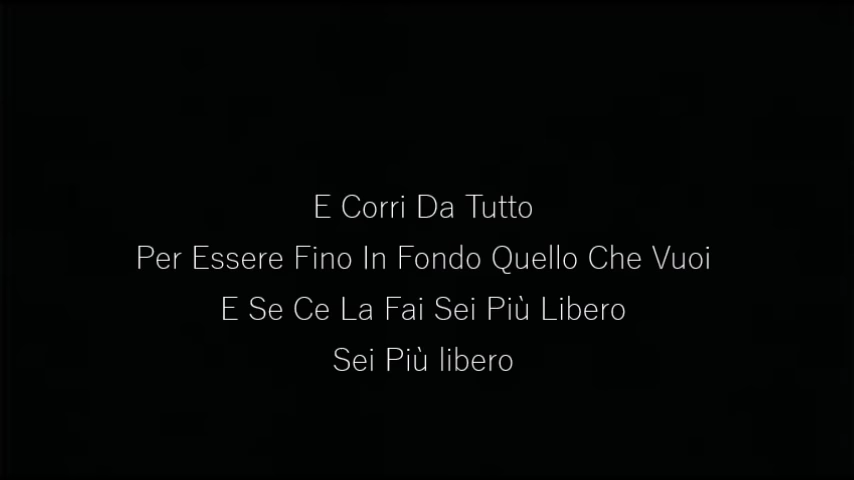 E Corri Da Tutto
Per Essere Fino In Fondo Quello Che Vuoi
E Se Ce La Fai Sei Più Libero
Sei Più libero